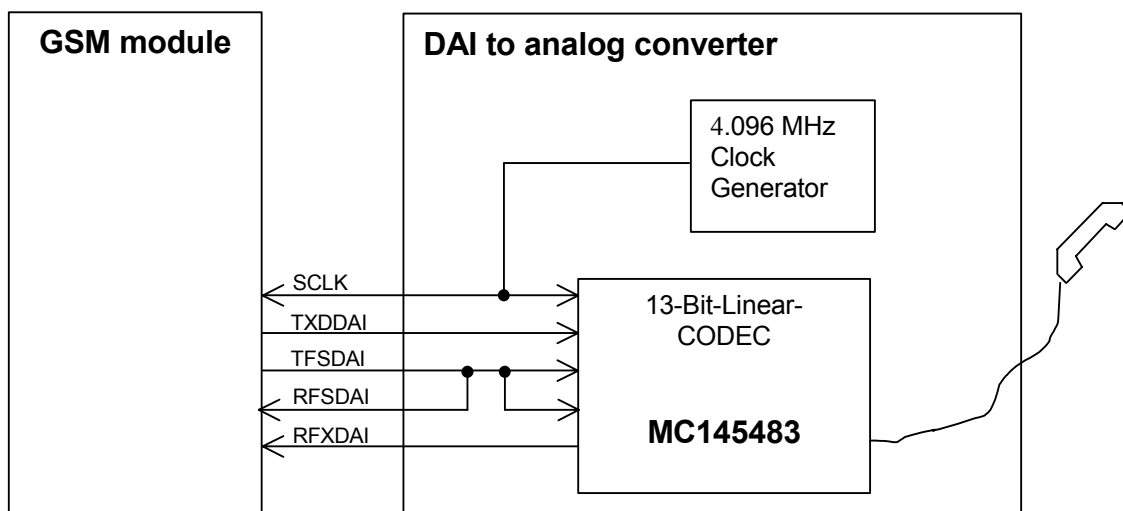 GSM module
DAI to analog converter
4.096 MHz
Clock
Generator
SCLK
TXDDAI
TFSDAI
RFSDAI
RFXDAI
13-Bit-Linear-
CODEC
MC145483